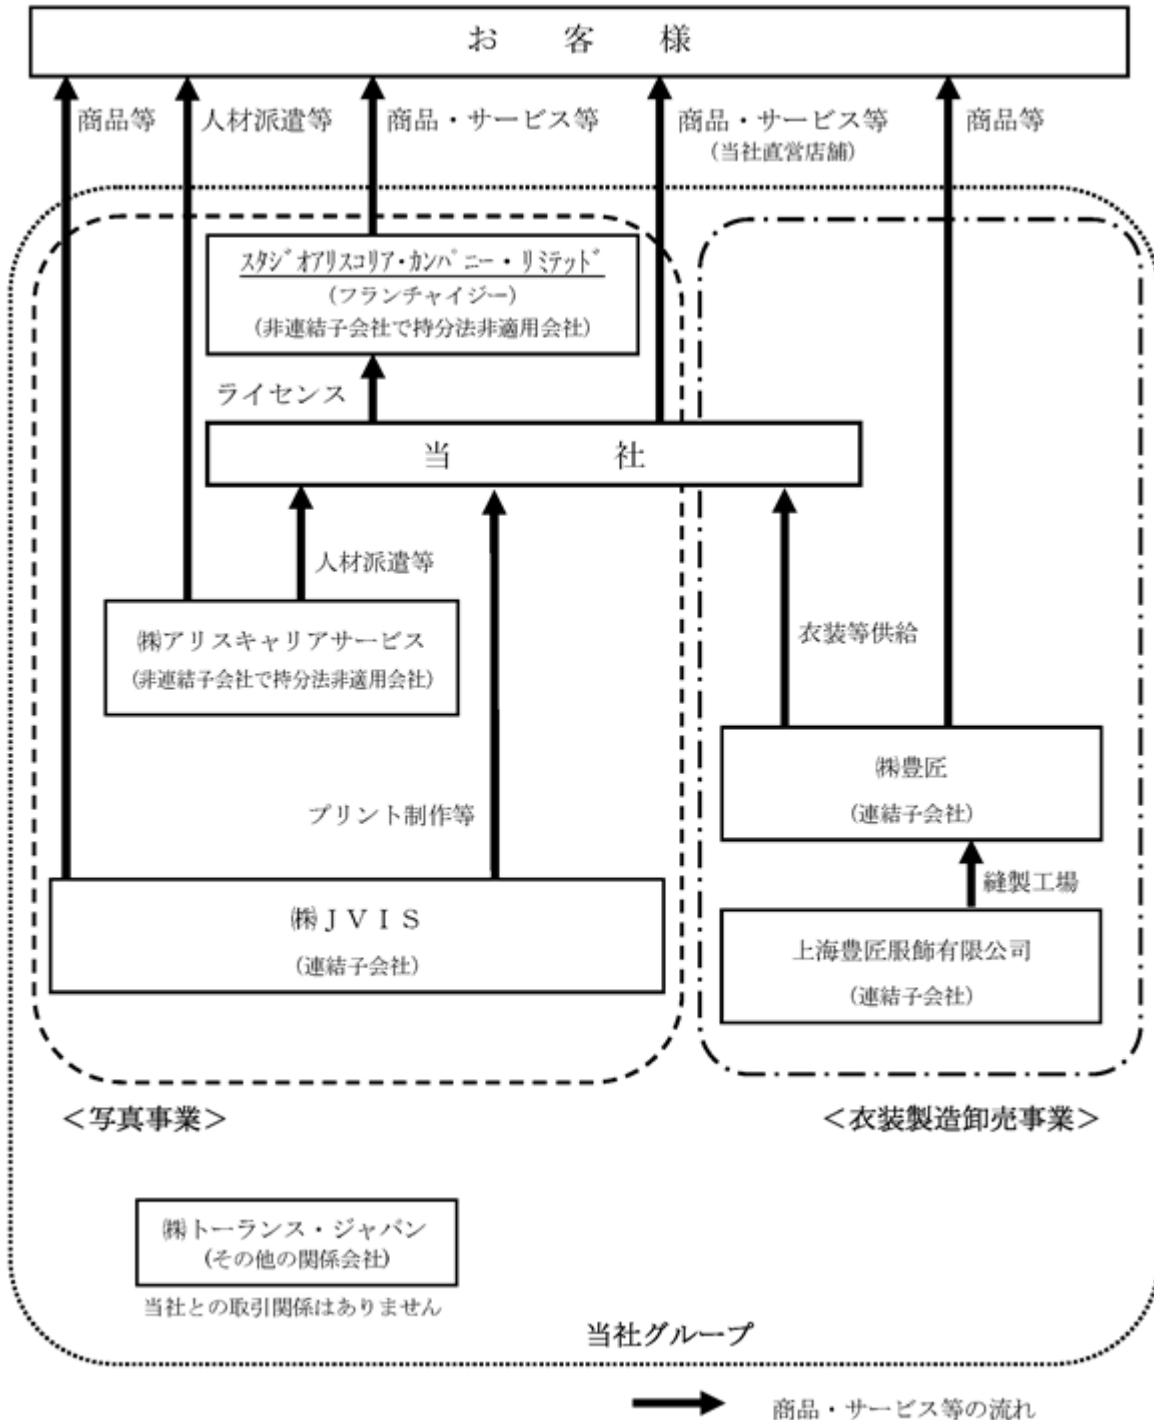 お　客　様
商品等
人材派遣等
商品・サービス等
商品・サービス等
（当社直営店舗）
商品等
ｽﾀｼﾞｵｱﾘｽｺﾘｱ・ｶﾝﾊﾟﾆｰ・ﾘﾐﾃｯﾄﾞ
（フランチャイジー）
（非連結子会社で持分法非適用会社）
ライセンス
当　社
人材派遣等
㈱アリスキャリアサービス
（非連結子会社で持分法非適用会社）
衣装等供給
㈱豊匠
（連結子会社）
プリント制作等
縫製工場
㈱ＪＶＩＳ
（連結子会社）
上海豊匠服飾有限公司
（連結子会社）
＜写真事業＞
＜衣装製造卸売事業＞
㈱トーランス・ジャパン
（その他の関係会社）
当社との取引関係はありません
当社グループ
商品・サービス等の流れ